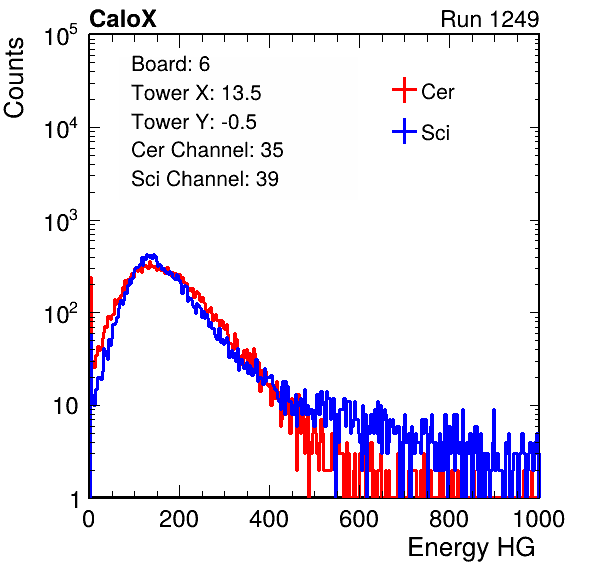 CaloX Run 1249
Counts
Board: 6
Tower X: 13.5
Tower Y: -0.5
Cer Channel: 35
Sci Channel: 39
Cer
Sci
10^5
10^4
10^3
10^2
10
1
0 200 400 600 800 1000
Energy HG